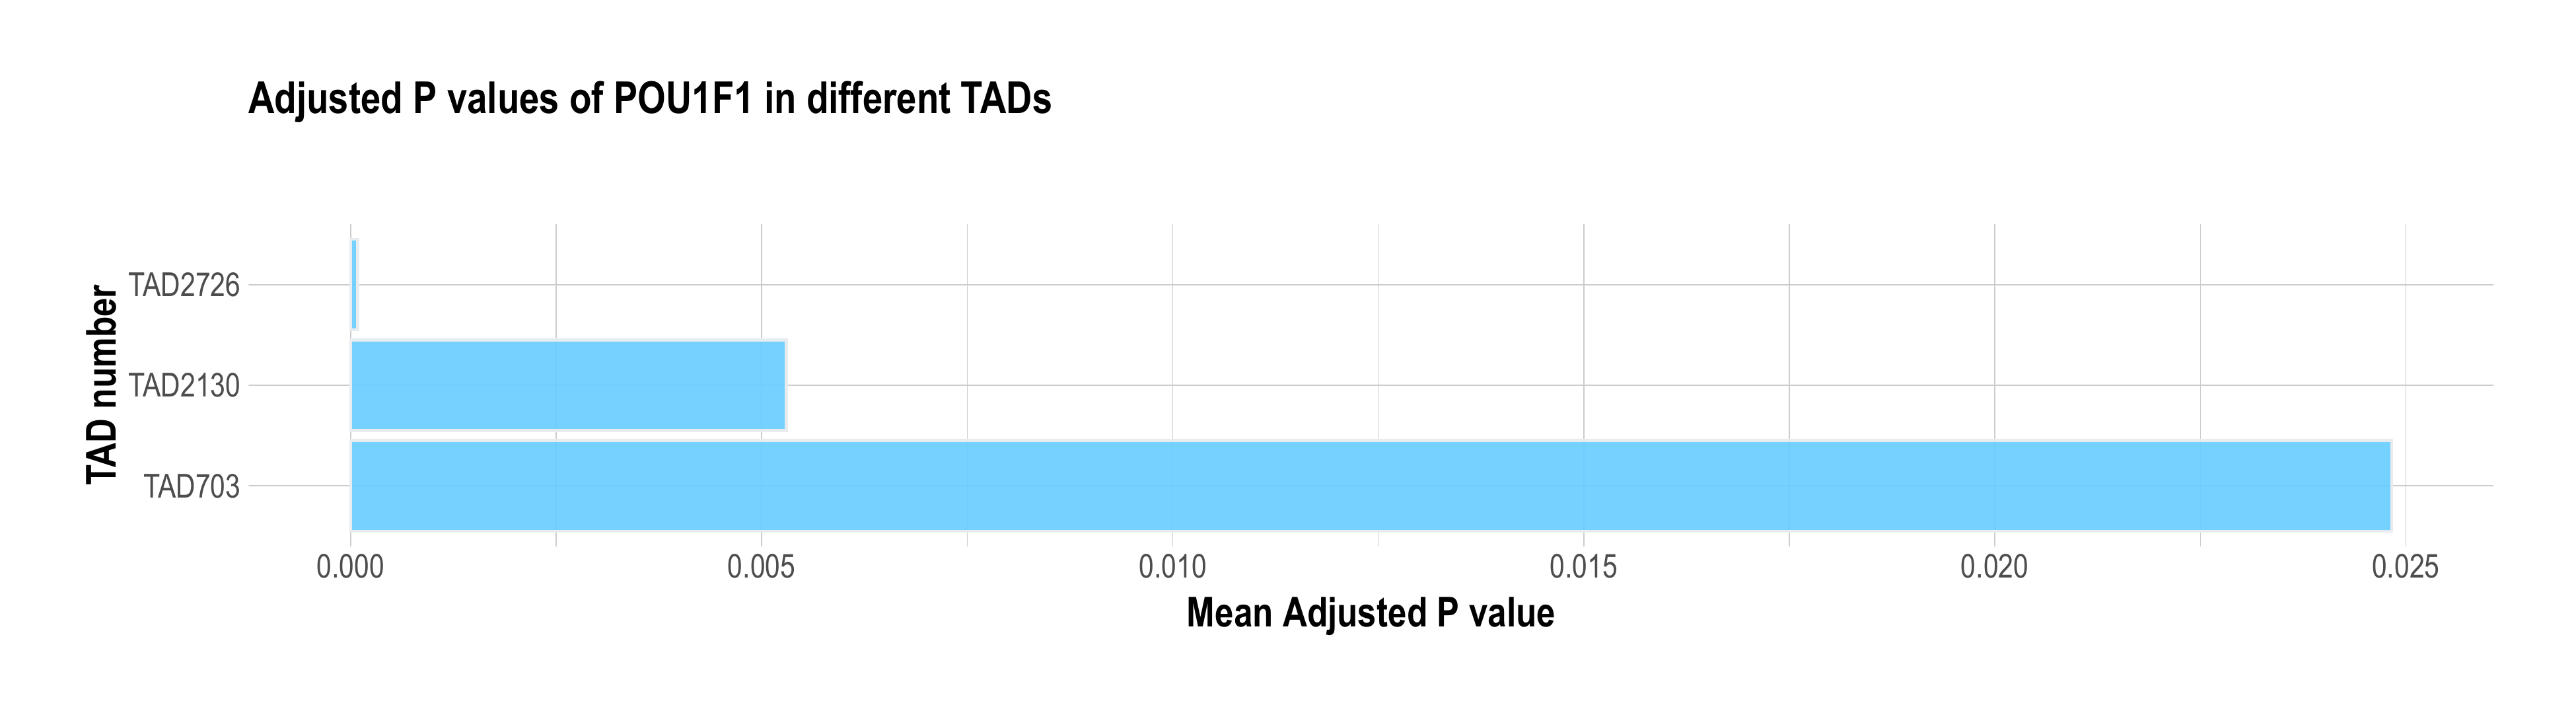 Adjusted P values of POU1F1 in different TADs
TAD number
TAD2726
TAD2130
TAD703
0.000 0.005 0.010 0.015 0.020 0.025
Mean Adjusted P value